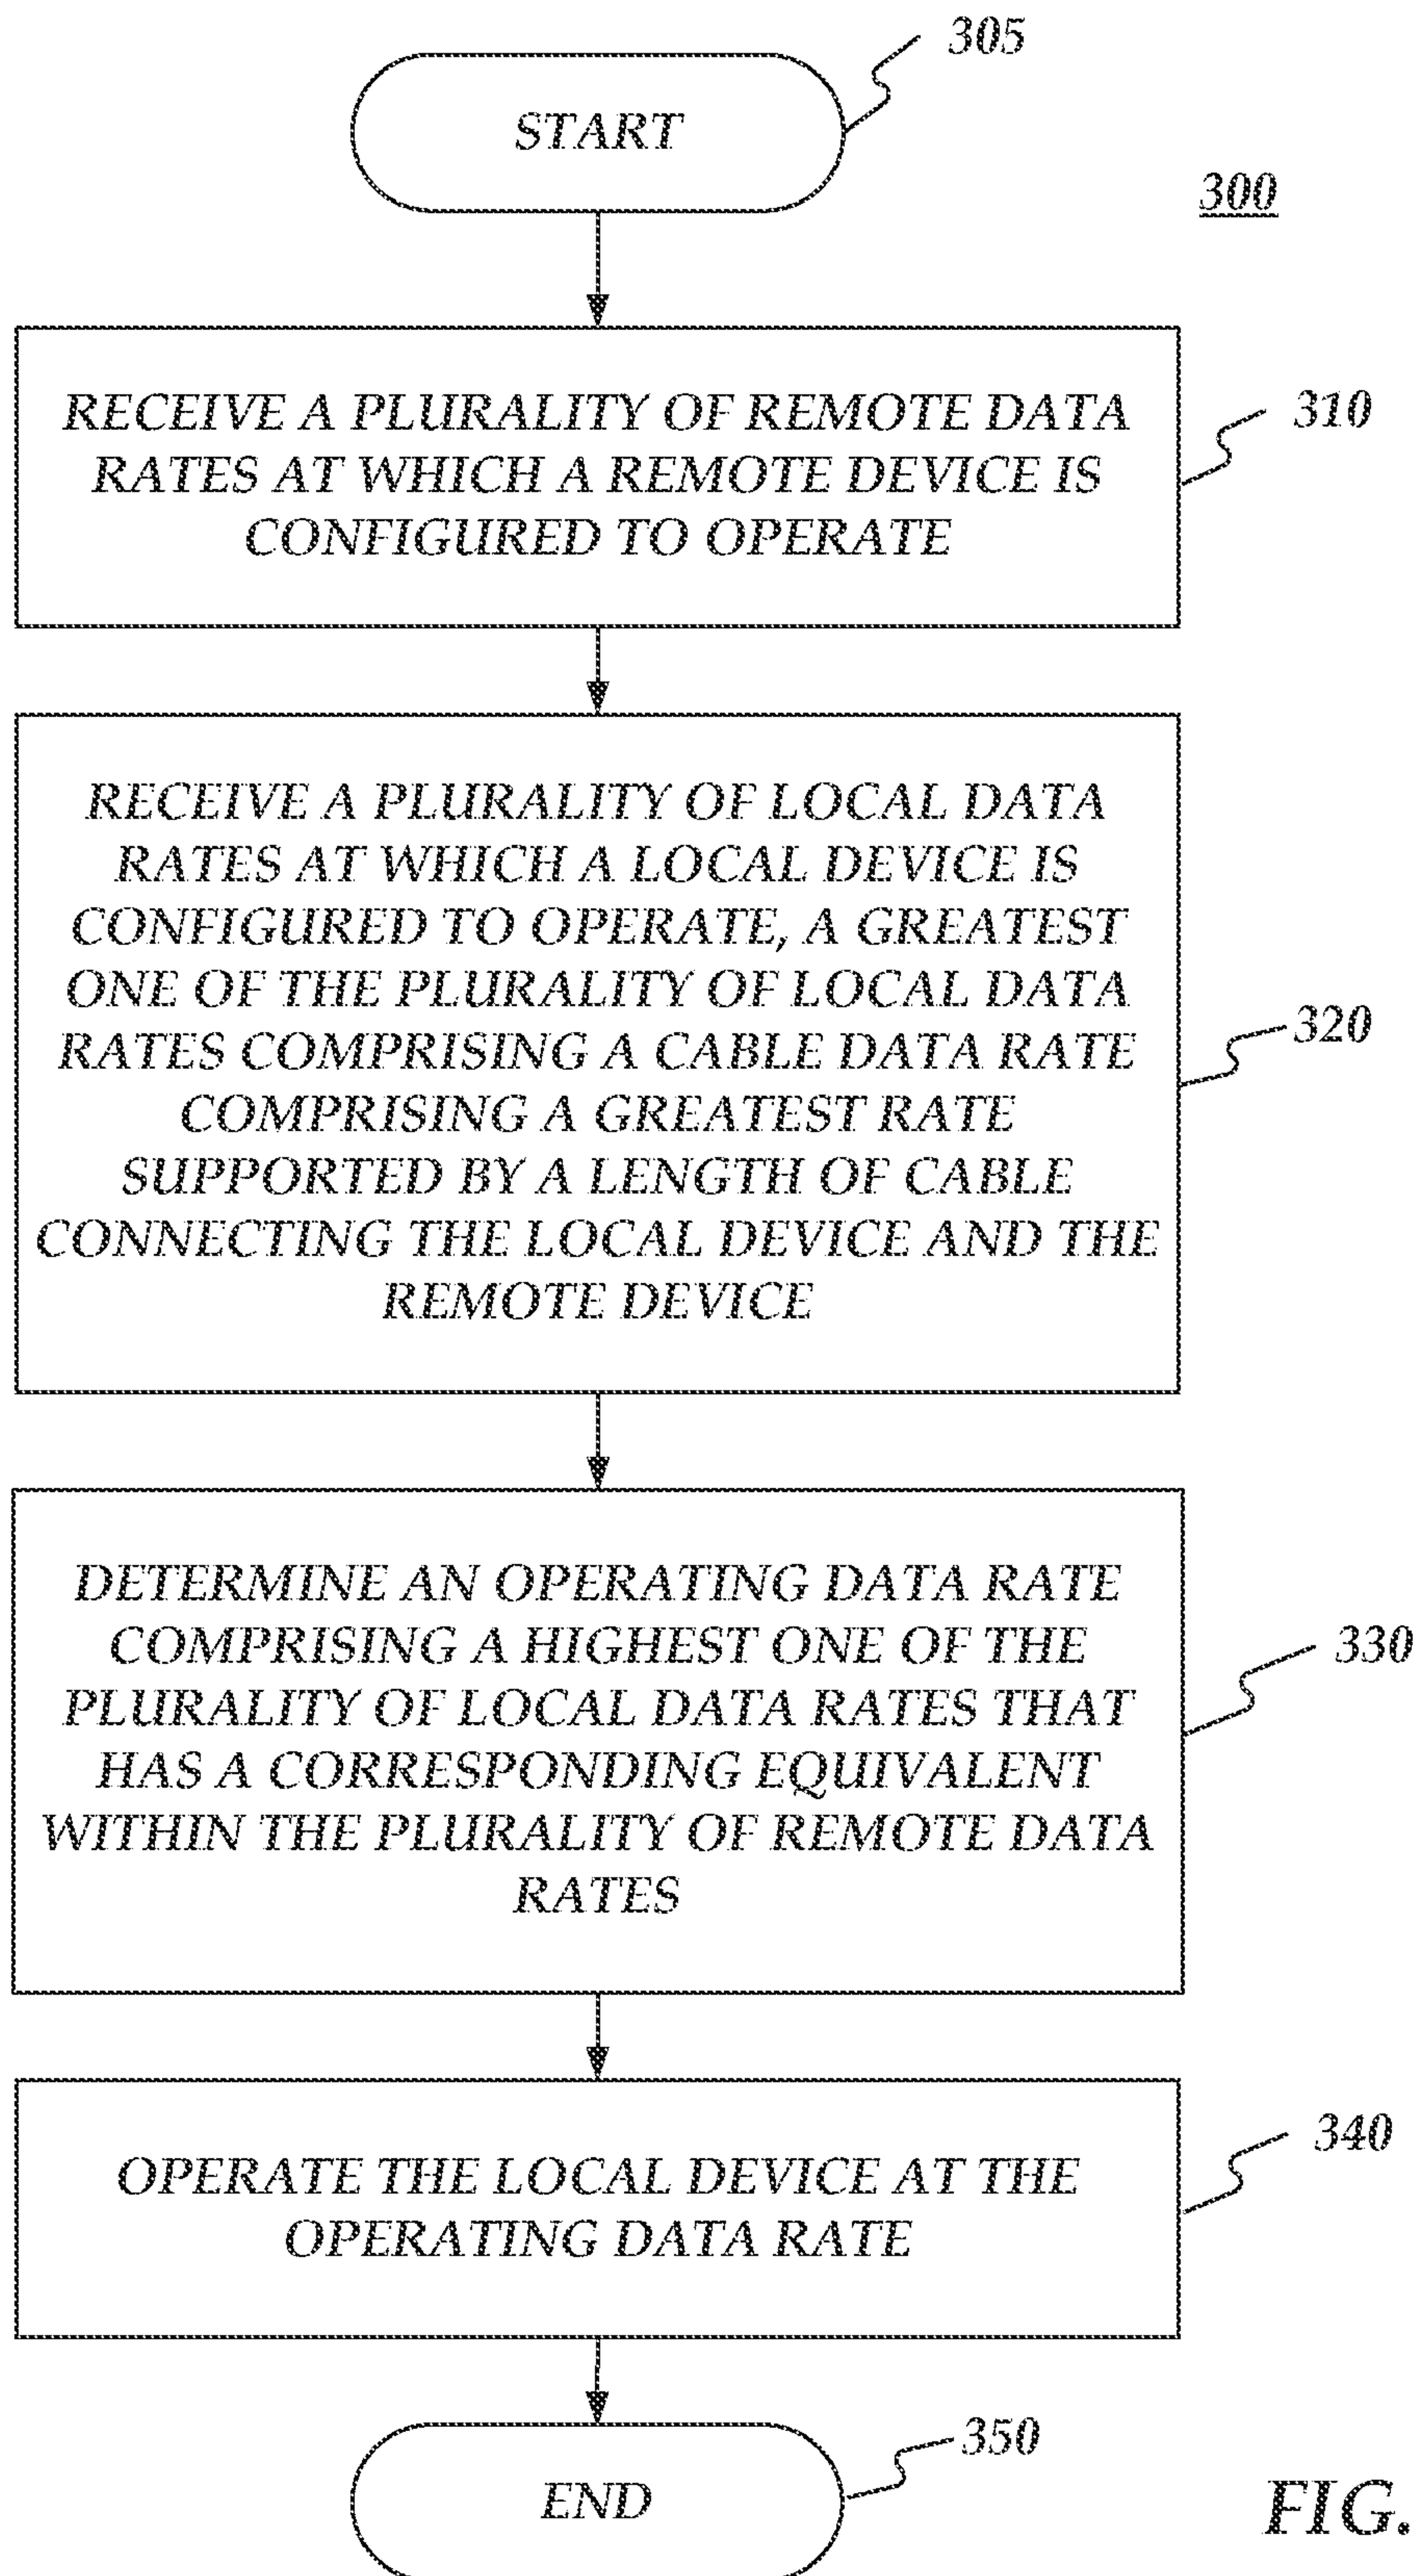 305
START
300
RECEIVE A PLURALITY OF REMOTE DATA
RATES AT WHICH A REMOTE DEVICE IS
CONFIGURED TO OPERATE
310
RECEIVE A PLURALITY OF LOCAL DATA
RATES AT WHICH A LOCAL DEVICE IS
CONFIGURED TO OPERATE, A GREATEST
ONE OF THE PLURALITY OF LOCAL DATA
RATES COMPRISING A CABLE DATA RATE
COMPRISING A GREATEST RATE
SUPPORTED BY A LENGTH OF CABLE
CONNECTING THE LOCAL DEVICE AND THE
REMOTE DEVICE
320
DETERMINE AN OPERATING DATA RATE
COMPRISING A HIGHEST ONE OF THE
PLURALITY OF LOCAL DATA RATES THAT
HAS A CORRESPONDING EQUIVALENT
WITHIN THE PLURALITY OF REMOTE DATA
RATES
330
OPERATE THE LOCAL DEVICE AT THE
OPERATING DATA RATE
340
END
350
FIG.